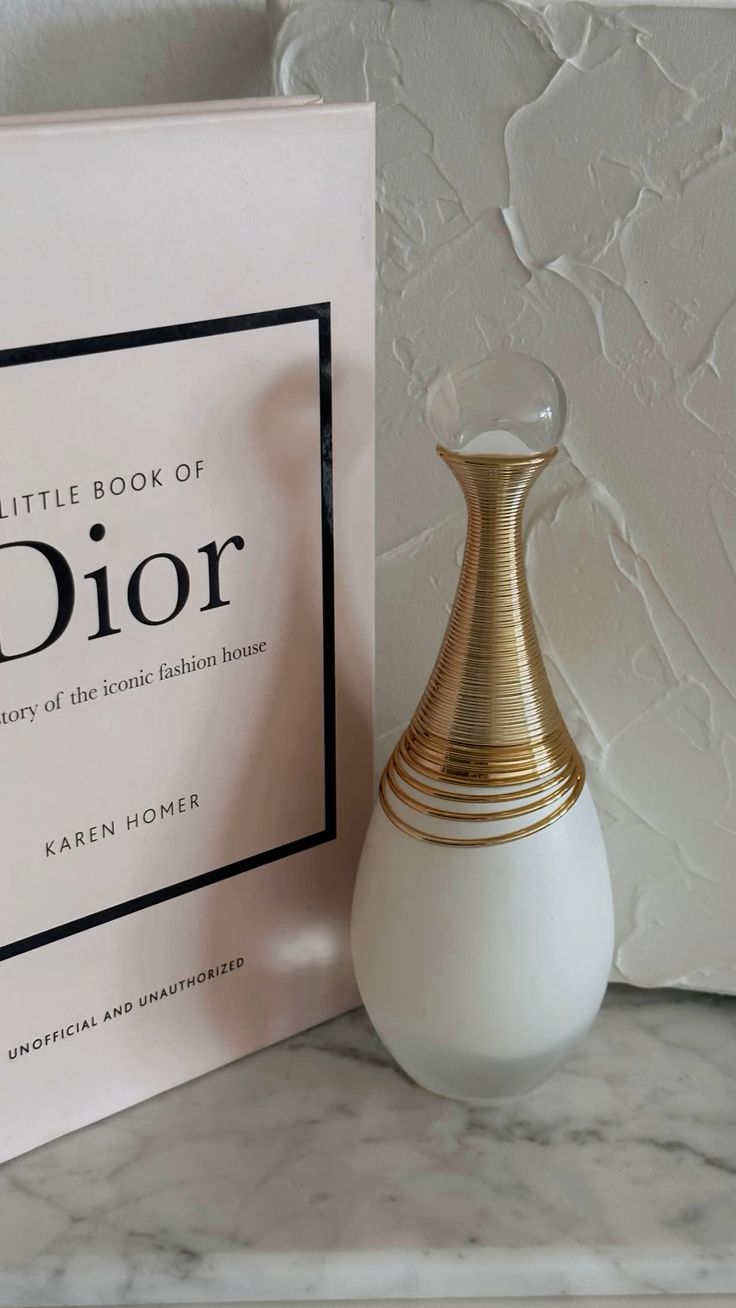 LITTLE BOOK OF
Dior
tory of the iconic fashion house
KAREN HOMER
UNOFFICIAL AND UNAUTHORIZED